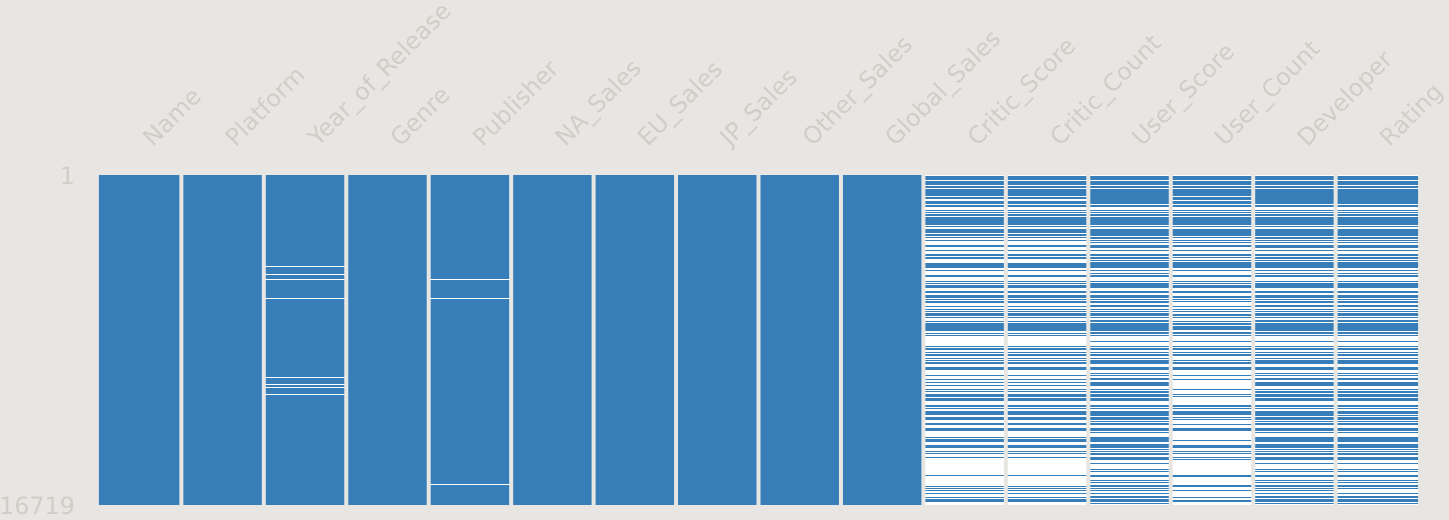 Name
Platform
Year_of_Release
Genre
Publisher
NA_Sales
EU_Sales
JP_Sales
Other_Sales
Global_Sales
Critic_Score
Critic_Count
User_Score
User_Count
Developer
Rating
1
16719